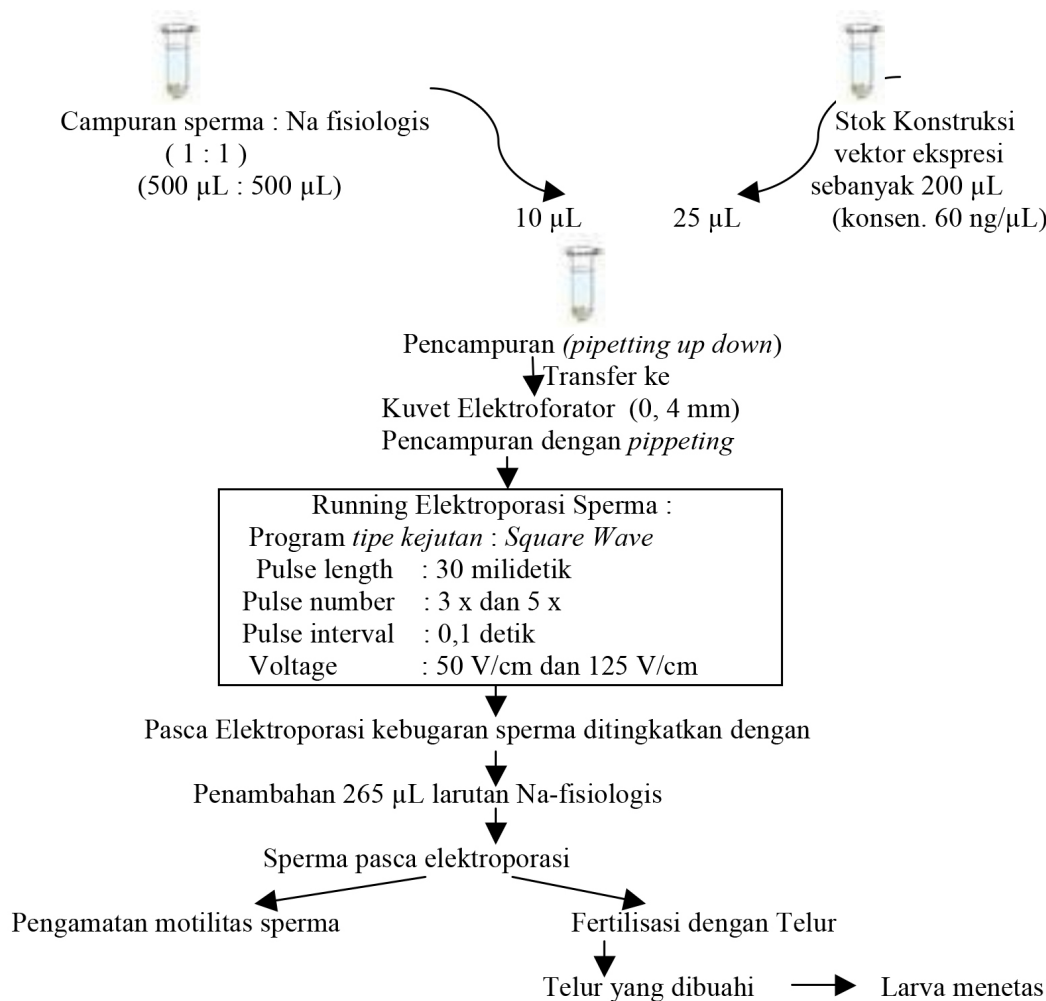 Campuran sperma : Na fisiologis
( 1 : 1 )
(500 µL : 500 µL)
Stok Konstruksi
vektor ekspresi
sebanyak 200 µL
(konsen. 60 ng/µL)
10 µL
25 µL
Pencampuran (pipetting up down)
Transfer ke
Kuvet Elektroforator (0, 4 mm)
Pencampuran dengan pippeting
Running Elektroporasi Sperma :
Program tipe kejutan : Square Wave
Pulse length : 30 milidetik
Pulse number : 3 x dan 5 x
Pulse interval : 0,1 detik
Voltage : 50 V/cm dan 125 V/cm
Pasca Elektroporasi kebugaran sperma ditingkatkan dengan
Penambahan 265 µL larutan Na-fisiologis
Sperma pasca elektroporasi
Pengamatan motilitas sperma
Fertilisasi dengan Telur
Telur yang dibuahi
Larva menetas